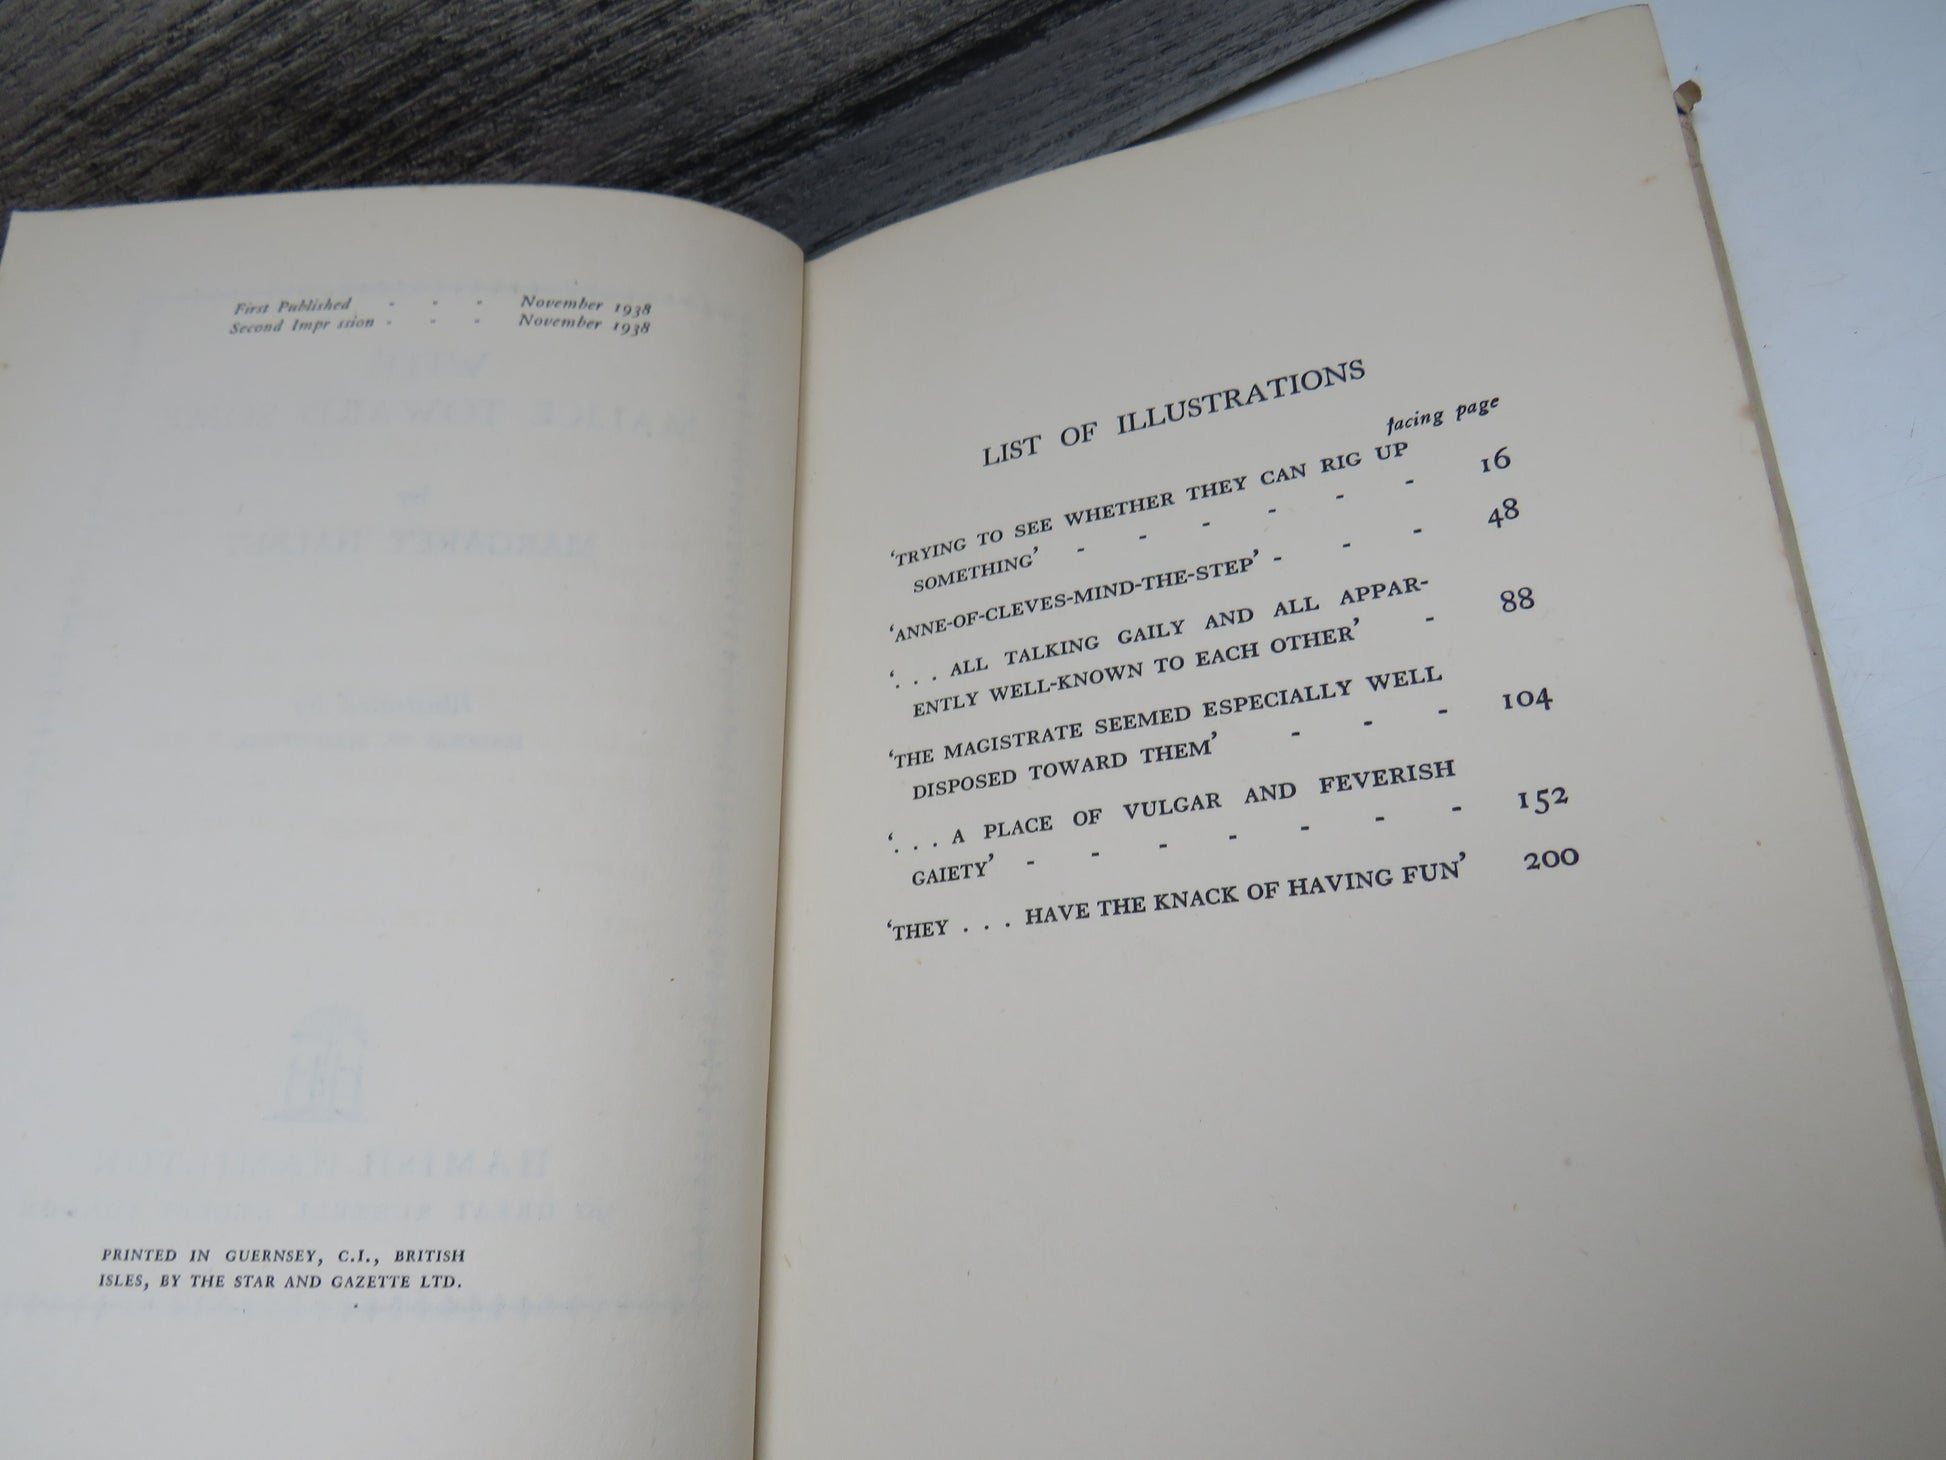 First Published - - - November 1938
Second Impr ssion - - - November 1938
PRINTED IN GUERNSEY, C.I., BRITISH
ISLES, BY THE STAR AND GAZETTE LTD.
LIST OF ILLUSTRATIONS
facing page
‘TRYING TO SEE WHETHER THEY CAN RIG UP
SOMETHING’ - - - - - - 16
‘ANNE-OF-CLEVES-MIND-THE-STEP’ - - - 48
‘. . . ALL TALKING GAILY AND ALL APPAR-
ENTLY WELL-KNOWN TO EACH OTHER’ - 88
‘THE MAGISTRATE SEEMED ESPECIALLY WELL
DISPOSED TOWARD THEM’ - - - 104
‘. . . A PLACE OF VULGAR AND FEVERISH
GAIETY’ - - - - - - - 152
‘THEY . . . HAVE THE KNACK OF HAVING FUN’ 200